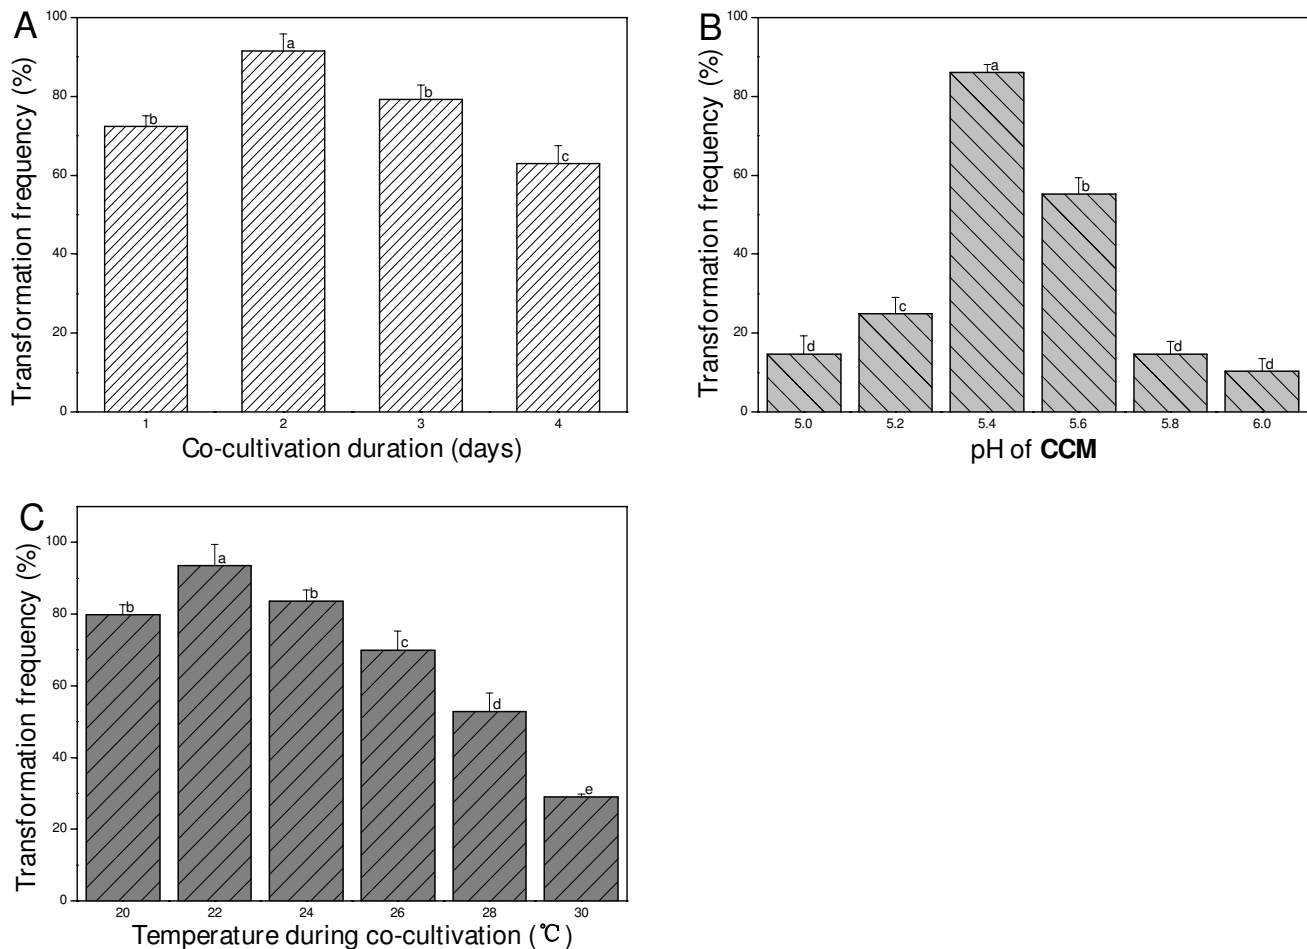 A
Transformation frequency (%)
100
80
60
40
20
0
b
a
b
c
1 2 3 4
Co-cultivation duration (days)
B
Transformation frequency (%)
100
80
60
40
20
0
d
c
a
b
d
d
5.0 5.2 5.4 5.6 5.8 6.0
pH of CCM
C
Transformation frequency (%)
100
80
60
40
20
0
b
a
b
c
d
e
20 22 24 26 28 30
Temperature during co-cultivation (℃)